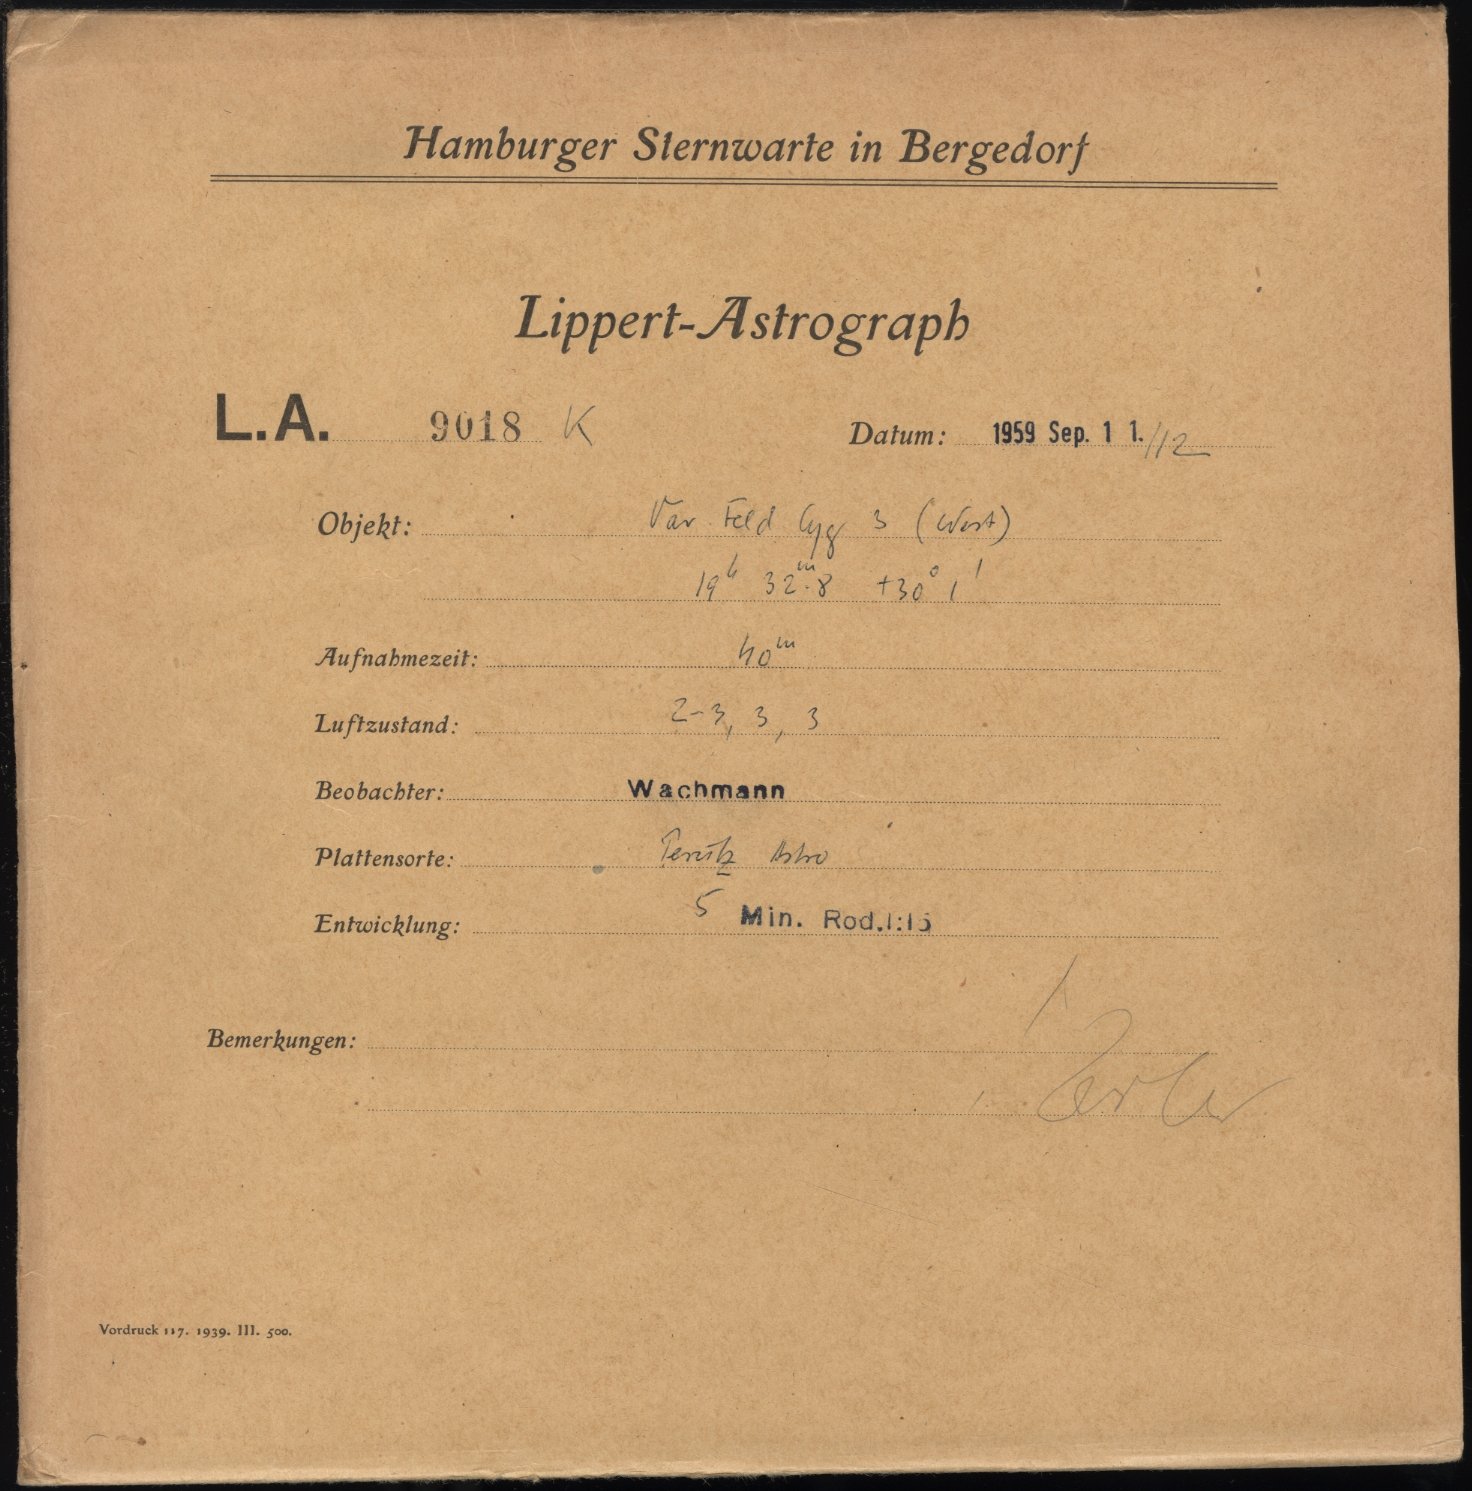 Hamburger Sternwarte in Bergedorf
Lippert-Astrograph
L.A. 9018 K Datum: 1959 Sep. 1 1./12
Objekt: Var Feld Cyg 3 (West)
19h 32m.8 +30° 1'
Aufnahmezeit: 40m
Luftzustand: 2-3, 3, 3
Beobachter: Wachmann
Plattensorte: Perutz Astro
Entwicklung: 5 Min. Rod.1:15
Bemerkungen:
Vordruck 117. 1939. III. 500.